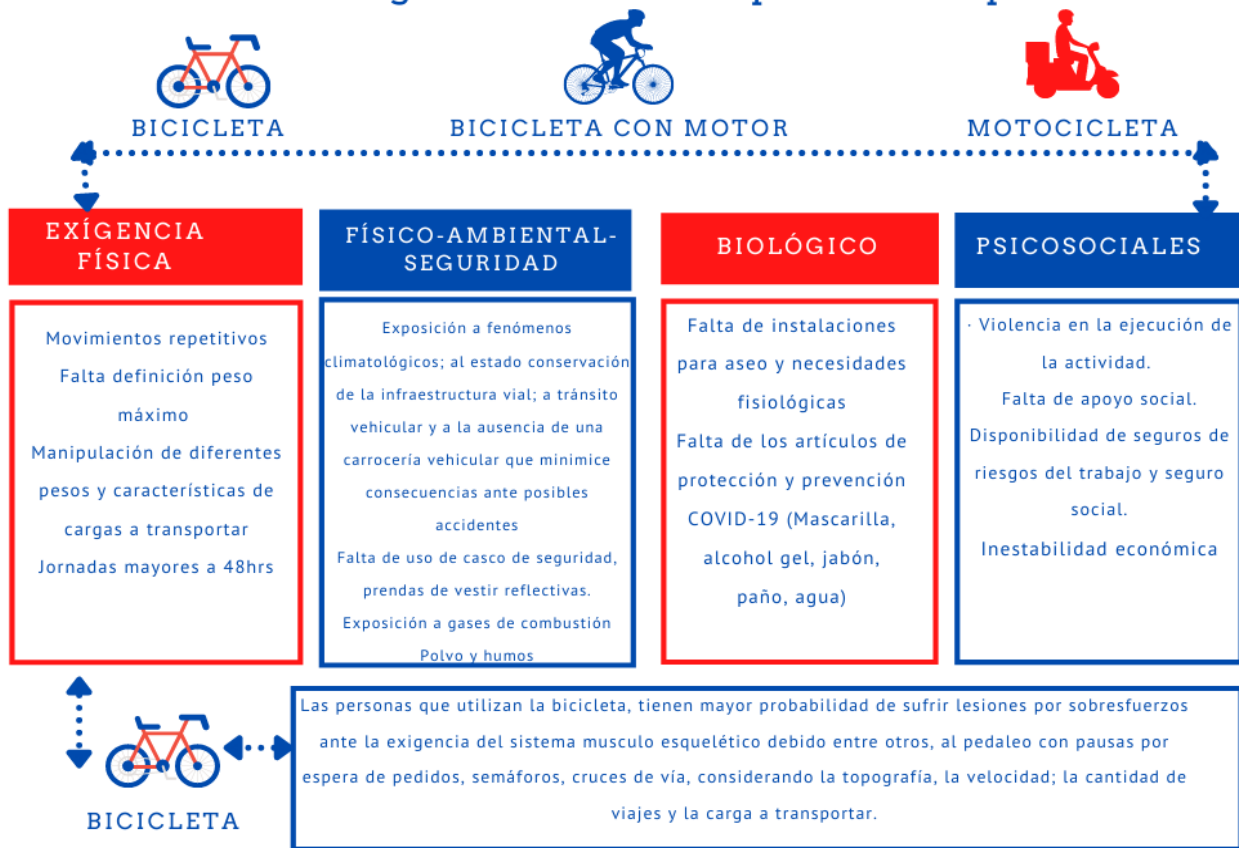 BICICLETA
BICICLETA CON MOTOR
MOTOCICLETA
EXÍGENCIA
FÍSICA
Movimientos repetitivos
Falta definición peso
máximo
Manipulación de diferentes
pesos y características de
cargas a transportar
Jornadas mayores a 48hrs
FÍSICO-AMBIENTAL-
SEGURIDAD
Exposición a fenómenos
climatológicos; al estado conservación
de la infraestructura vial; a tránsito
vehicular y a la ausencia de una
carrocería vehicular que minimice
consecuencias ante posibles
accidentes
Falta de uso de casco de seguridad,
prendas de vestir reflectivas.
Exposición a gases de combustión
Polvo y humos
BIOLÓGICO
Falta de instalaciones
para aseo y necesidades
fisiológicas
Falta de los artículos de
protección y prevención
COVID-19 (Mascarilla,
alcohol gel, jabón,
paño, agua)
PSICOSOCIALES
· Violencia en la ejecución de
la actividad.
Falta de apoyo social.
Disponibilidad de seguros de
riesgos del trabajo y seguro
social.
Inestabilidad económica
BICICLETA
Las personas que utilizan la bicicleta, tienen mayor probabilidad de sufrir lesiones por sobresfuerzos
ante la exigencia del sistema musculo esquelético debido entre otros, al pedaleo con pausas por
espera de pedidos, semáforos, cruces de vía, considerando la topografía, la velocidad; la cantidad de
viajes y la carga a transportar.